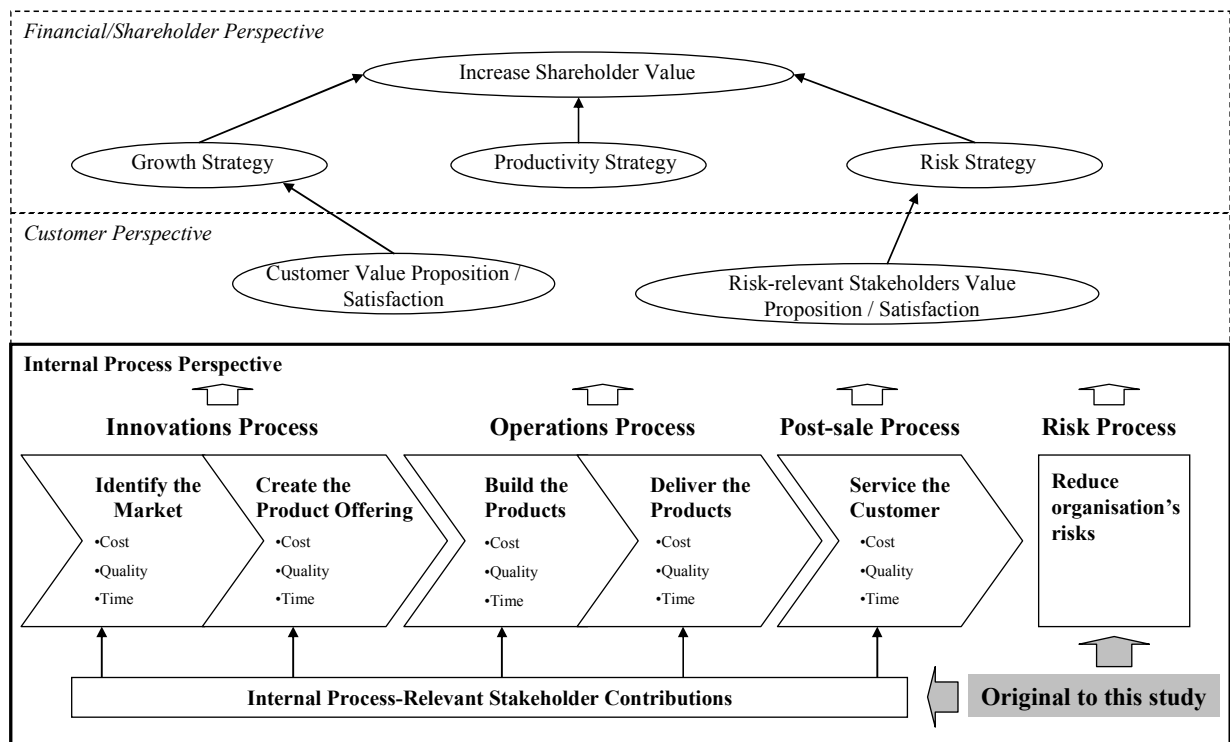 Financial/Shareholder Perspective
Increase Shareholder Value
Growth Strategy
Productivity Strategy
Risk Strategy
Customer Perspective
Customer Value Proposition /
Satisfaction
Risk-relevant Stakeholders Value
Proposition / Satisfaction
Internal Process Perspective
Innovations Process
Operations Process
Post-sale Process
Risk Process
Identify the
Market
•Cost
•Quality
•Time
Create the
Product Offering
•Cost
•Quality
•Time
Build the
Products
•Cost
•Quality
•Time
Deliver the
Products
•Cost
•Quality
•Time
Service the
Customer
•Cost
•Quality
•Time
Reduce
organisation’s
risks
Internal Process-Relevant Stakeholder Contributions
Original to this study